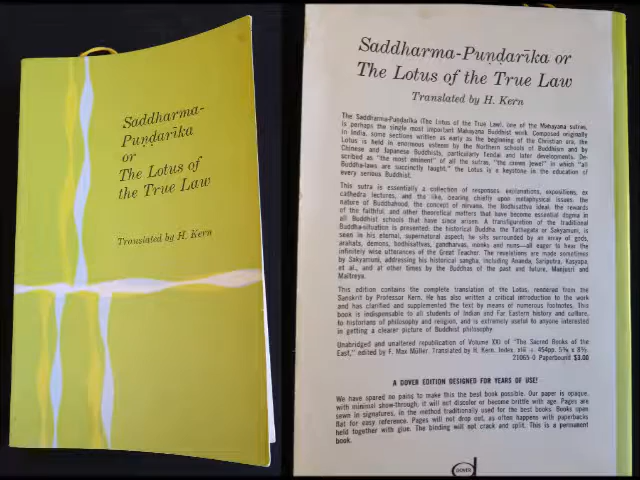 Saddharma-
Puṇḍarīka
or
The Lotus of
the True Law
Translated by H. Kern
Saddharma-Puṇḍarīka or
The Lotus of the True Law
Translated by H. Kern
The Saddharma-Pundarika (The Lotus of the True Law), one of the Mahayana sutras,
is perhaps the single most important Mahayana Buddhist work. Composed originally
in India, some sections written as early as the beginning of the Christian era, the
Lotus is held in enormous esteem by the Northern schools of Buddhism and by
Chinese and Japanese Buddhists, particularly Tendai and later developments. De-
scribed as "the most eminent" of all the sutras, "the crown jewel" in which "all
Buddha-laws are succinctly taught," the Lotus is a keystone in the education of
every serious Buddhist.
This sutra is essentially a collection of responses, explanations, expositions, ex
cathedra lectures, and the like, bearing chiefly upon metaphysical issues: the
nature of Buddhahood, the concept of nirvana, the Bodhisattva ideal, the rewards
of the faithful, and other theoretical matters that have become essential dogma in
all Buddhist schools that have since arisen. A transfiguration of the traditional
Buddha-situation is presented: the historical Buddha, the Tathagata or Sakyamuni, is
seen in his eternal, supernatural aspect; he sits surrounded by an array of gods,
arahats, demons, bodhisattvas, gandharvas, monks and nuns—all eager to hear the
infinitely wise utterances of the Great Teacher. The revelations are made sometimes
by Sakyamuni, addressing his historical sangha, including Ananda, Sariputra, Kasyapa,
et al., and at other times by the Buddhas of the past and future, Manjusri and
Maitreya.
This edition contains the complete translation of the Lotus, rendered from the
Sanskrit by Professor Kern. He has also written a critical introduction to the work
and has clarified and supplemented the text by means of numerous footnotes. This
book is indispensable to all students of Indian and Far Eastern history and culture,
to historians of philosophy and religion, and is extremely useful to anyone interested
in getting a clearer picture of Buddhist philosophy.
Unabridged and unaltered republication of Volume XXI of "The Sacred Books of the
East," edited by F. Max Müller. Translated by H. Kern. Index. xlii + 454pp. 5⅜ x 8½.
21065-0 Paperbound $3.00
A DOVER EDITION DESIGNED FOR YEARS OF USE!
We have spared no pains to make this the best book possible. Our paper is opaque,
with minimal show-through; it will not discolor or become brittle with age. Pages are
sewn in signatures, in the method traditionally used for the best books. Books open
flat for easy reference. Pages will not drop out, as often happens with paperbacks
held together with glue. The binding will not crack and split. This is a permanent
book.
DOVER